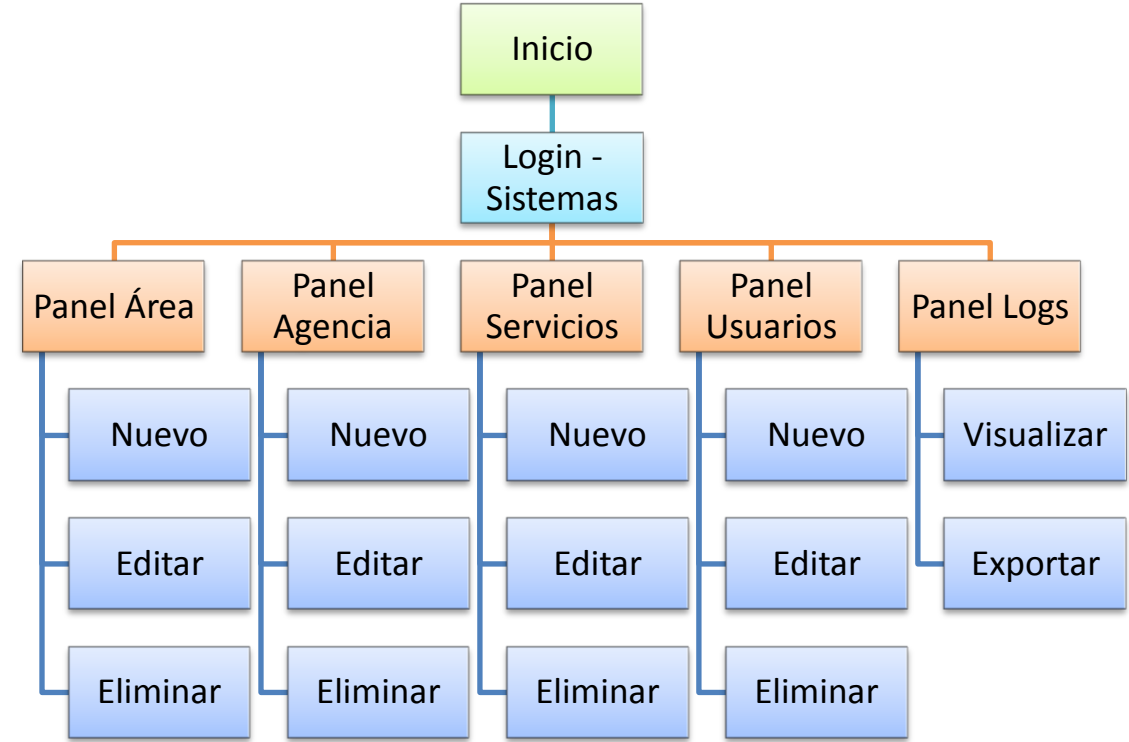 Inicio
Login -
Sistemas
Panel Área
Panel
Agencia
Panel
Servicios
Panel
Usuarios
Panel Logs
Nuevo
Nuevo
Nuevo
Nuevo
Visualizar
Editar
Editar
Editar
Editar
Exportar
Eliminar
Eliminar
Eliminar
Eliminar